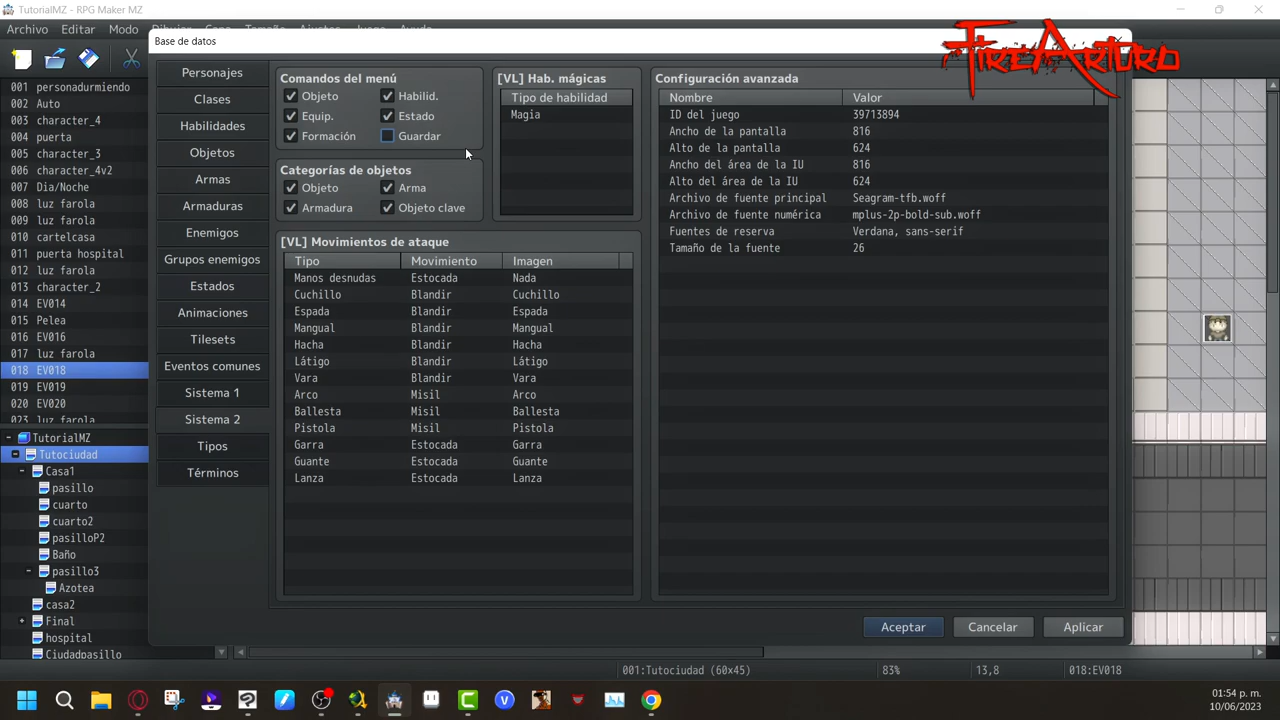 TutorialMZ - RPG Maker MZ
Archivo Editar Modo Dibujar Capa Tamaño Ajustes Juego Ayuda
FireArturo
Base de datos
001 personadurmiendo
002 Auto
003 character_4
004 puerta
005 character_3
006 character_4v2
007 Dia/Noche
008 luz farola
009 luz farola
010 cartelcasa
011 puerta hospital
012 luz farola
013 character_2
014 EV014
015 Pelea
016 EV016
017 luz farola
018 EV018
019 EV019
020 EV020
023 luz farola
TutorialMZ
Tutociudad
Casa1
pasillo
cuarto
cuarto2
pasilloP2
Baño
pasillo3
Azotea
casa2
Final
hospital
Ciudadpasillo
Personajes
Clases
Habilidades
Objetos
Armas
Armaduras
Enemigos
Grupos enemigos
Estados
Animaciones
Tilesets
Eventos comunes
Sistema 1
Sistema 2
Tipos
Términos
Comandos del menú
Objeto Habilid.
Equip. Estado
Formación Guardar
Categorías de objetos
Objeto Arma
Armadura Objeto clave
[VL] Hab. mágicas
Tipo de habilidad
Magia
[VL] Movimientos de ataque
Tipo Movimiento Imagen
Manos desnudas Estocada Nada
Cuchillo Blandir Cuchillo
Espada Blandir Espada
Mangual Blandir Mangual
Hacha Blandir Hacha
Látigo Blandir Látigo
Vara Blandir Vara
Arco Misil Arco
Ballesta Misil Ballesta
Pistola Misil Pistola
Garra Estocada Garra
Guante Estocada Guante
Lanza Estocada Lanza
Configuración avanzada
Nombre Valor
ID del juego 39713894
Ancho de la pantalla 816
Alto de la pantalla 624
Ancho del área de la IU 816
Alto del área de la IU 624
Archivo de fuente principal Seagram-tfb.woff
Archivo de fuente numérica mplus-2p-bold-sub.woff
Fuentes de reserva Verdana, sans-serif
Tamaño de la fuente 26
Aceptar Cancelar Aplicar
001:Tutociudad (60x45) 83% 13,8 018:EV018
01:54 p. m.
10/06/2023